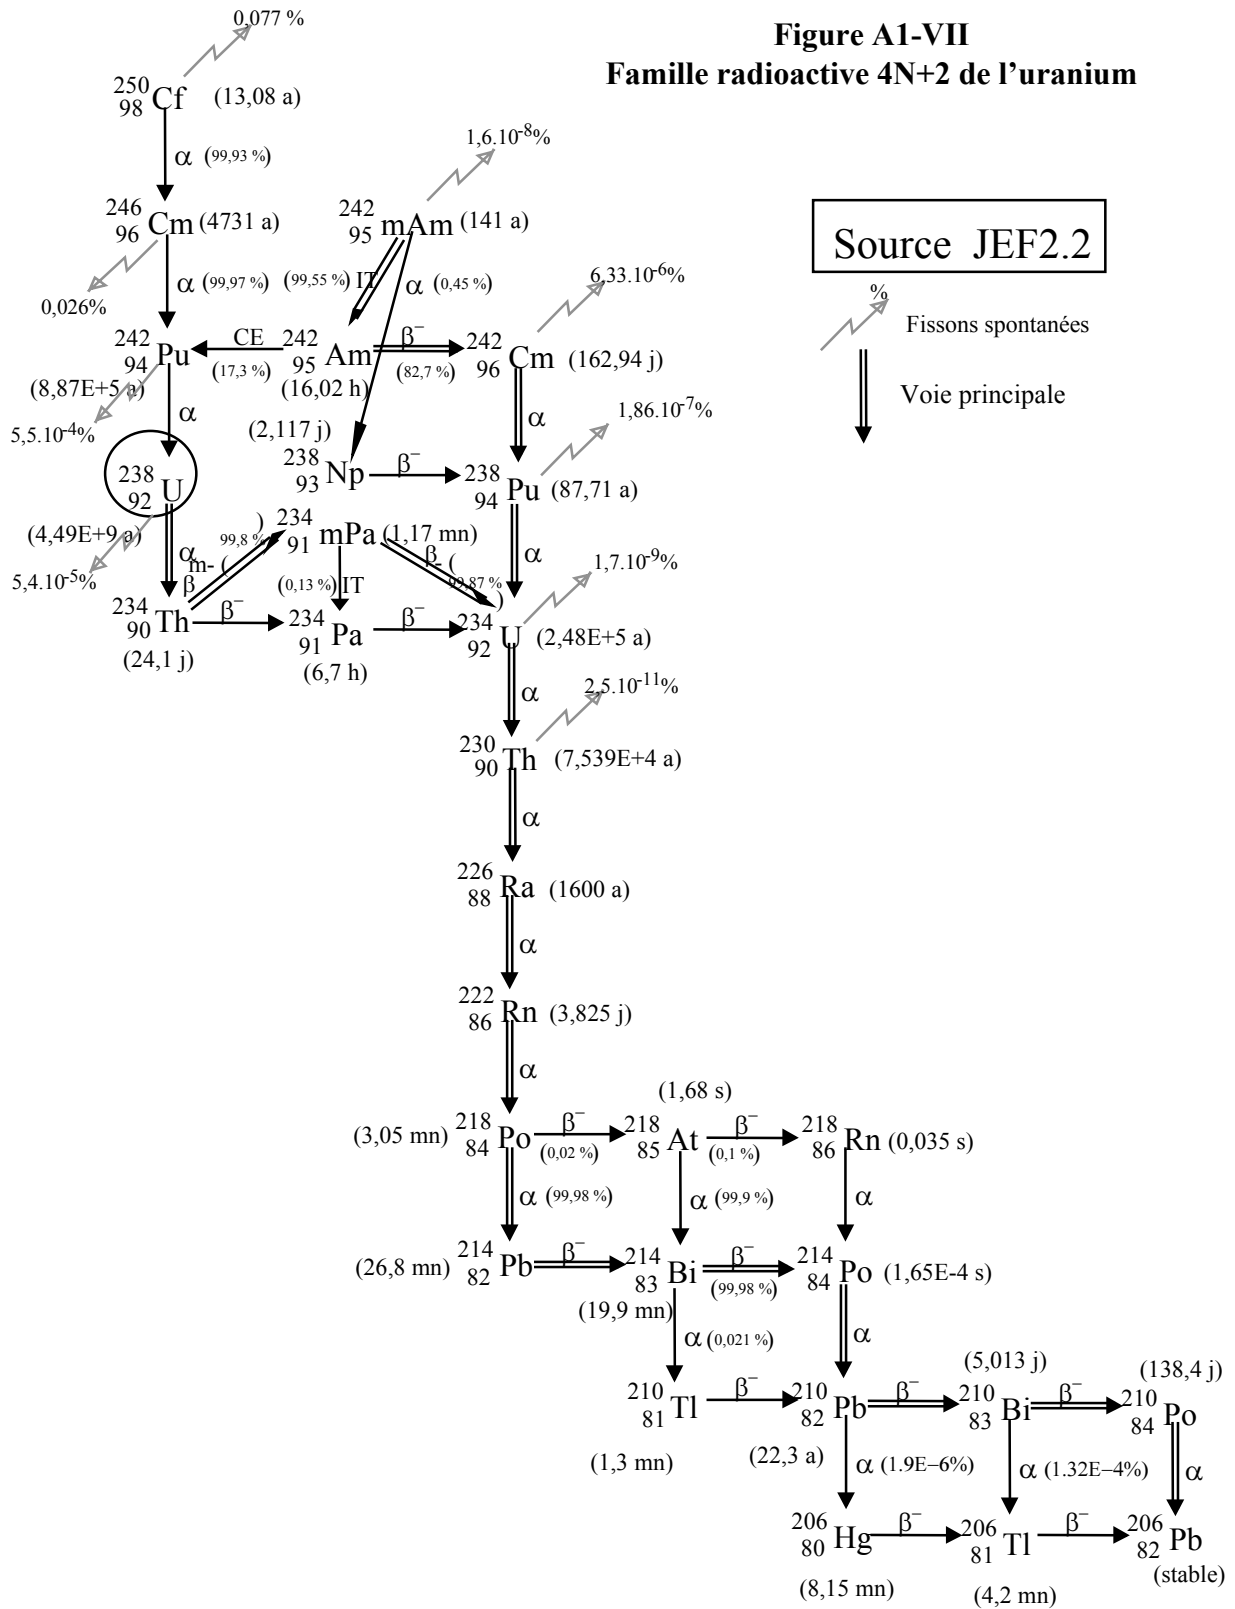 Figure A1-VII
Famille radioactive 4N+2 de l’uranium
0,077 %
250 98 Cf (13,08 a)
α (99,93 %)
1,6.10-8%
246 96 Cm (4731 a) 242 95 mAm (141 a)
Source JEF2.2
0,026% α (99,97 %) (99,55 %) IT α (0,45 %) 6,33.10-6%
%
Fissons spontanées
242 94 Pu CE (17,3 %) 242 95 Am β− (82,7 %) 242 96 Cm (162,94 j)
(8,87E+5 a) (16,02 h)
Voie principale
5,5.10-4% α (2,117 j) α 1,86.10-7%
238 92 U 238 93 Np β− 238 94 Pu (87,71 a)
(4,49E+9 a) 234 91 mPa (1,17 mn)
5,4.10-5% α βm- (99,8 %) (0,13 %) IT β- (99,87 %) α 1,7.10-9%
234 90 Th β− 234 91 Pa β− 234 92 U (2,48E+5 a)
(24,1 j) (6,7 h)
α 2,5.10-11%
230 90 Th (7,539E+4 a)
α
226 88 Ra (1600 a)
α
222 86 Rn (3,825 j)
α
(1,68 s)
(3,05 mn) 218 84 Po β− (0,02 %) 218 85 At β− (0,1 %) 218 86 Rn (0,035 s)
α (99,98 %) α (99,9 %) α
(26,8 mn) 214 82 Pb β− 214 83 Bi β− (99,98 %) 214 84 Po (1,65E-4 s)
(19,9 mn)
α (0,021 %) α
(5,013 j) (138,4 j)
210 81 Tl β− 210 82 Pb β− 210 83 Bi β− 210 84 Po
(1,3 mn) (22,3 a) α (1.9E−6%) α (1.32E−4%) α
206 80 Hg β− 206 81 Tl β− 206 82 Pb
(8,15 mn) (4,2 mn) (stable)